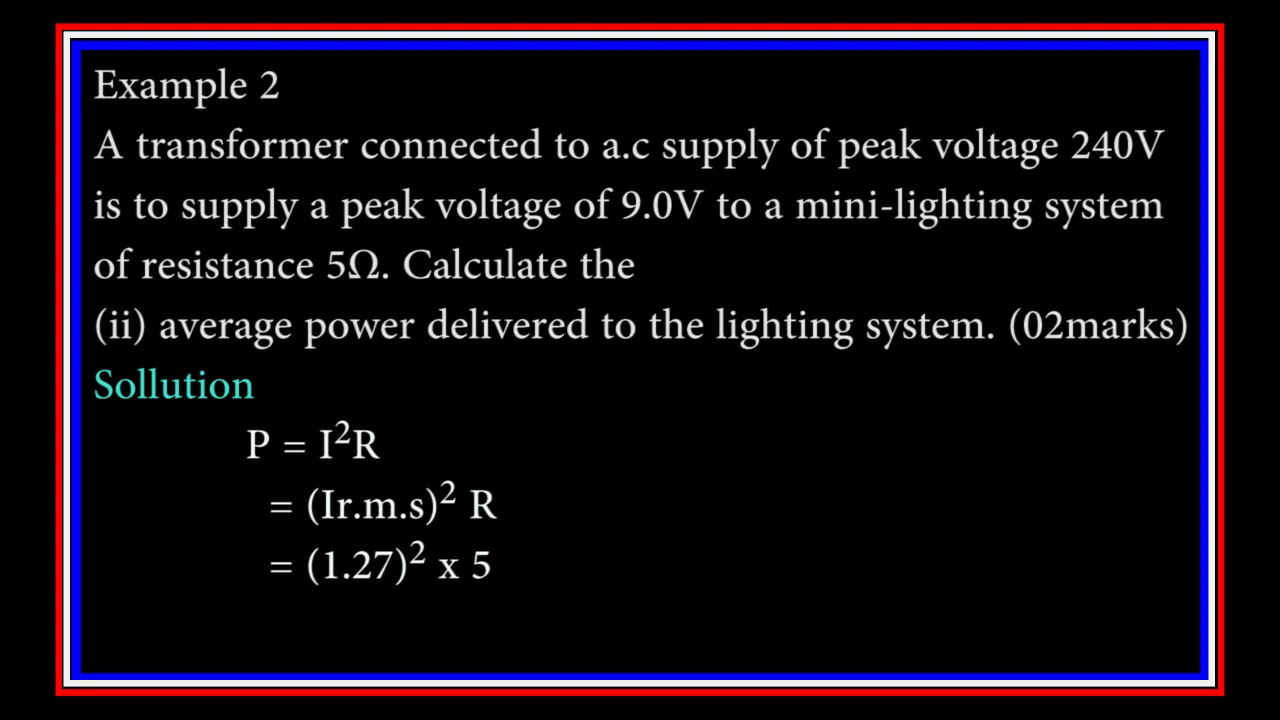 Example 2
A transformer connected to a.c supply of peak voltage 240V
is to supply a peak voltage of 9.0V to a mini-lighting system
of resistance 5Ω. Calculate the
(ii) average power delivered to the lighting system. (02marks)
Sollution
P = I²R
= (Ir.m.s)² R
= (1.27)² x 5